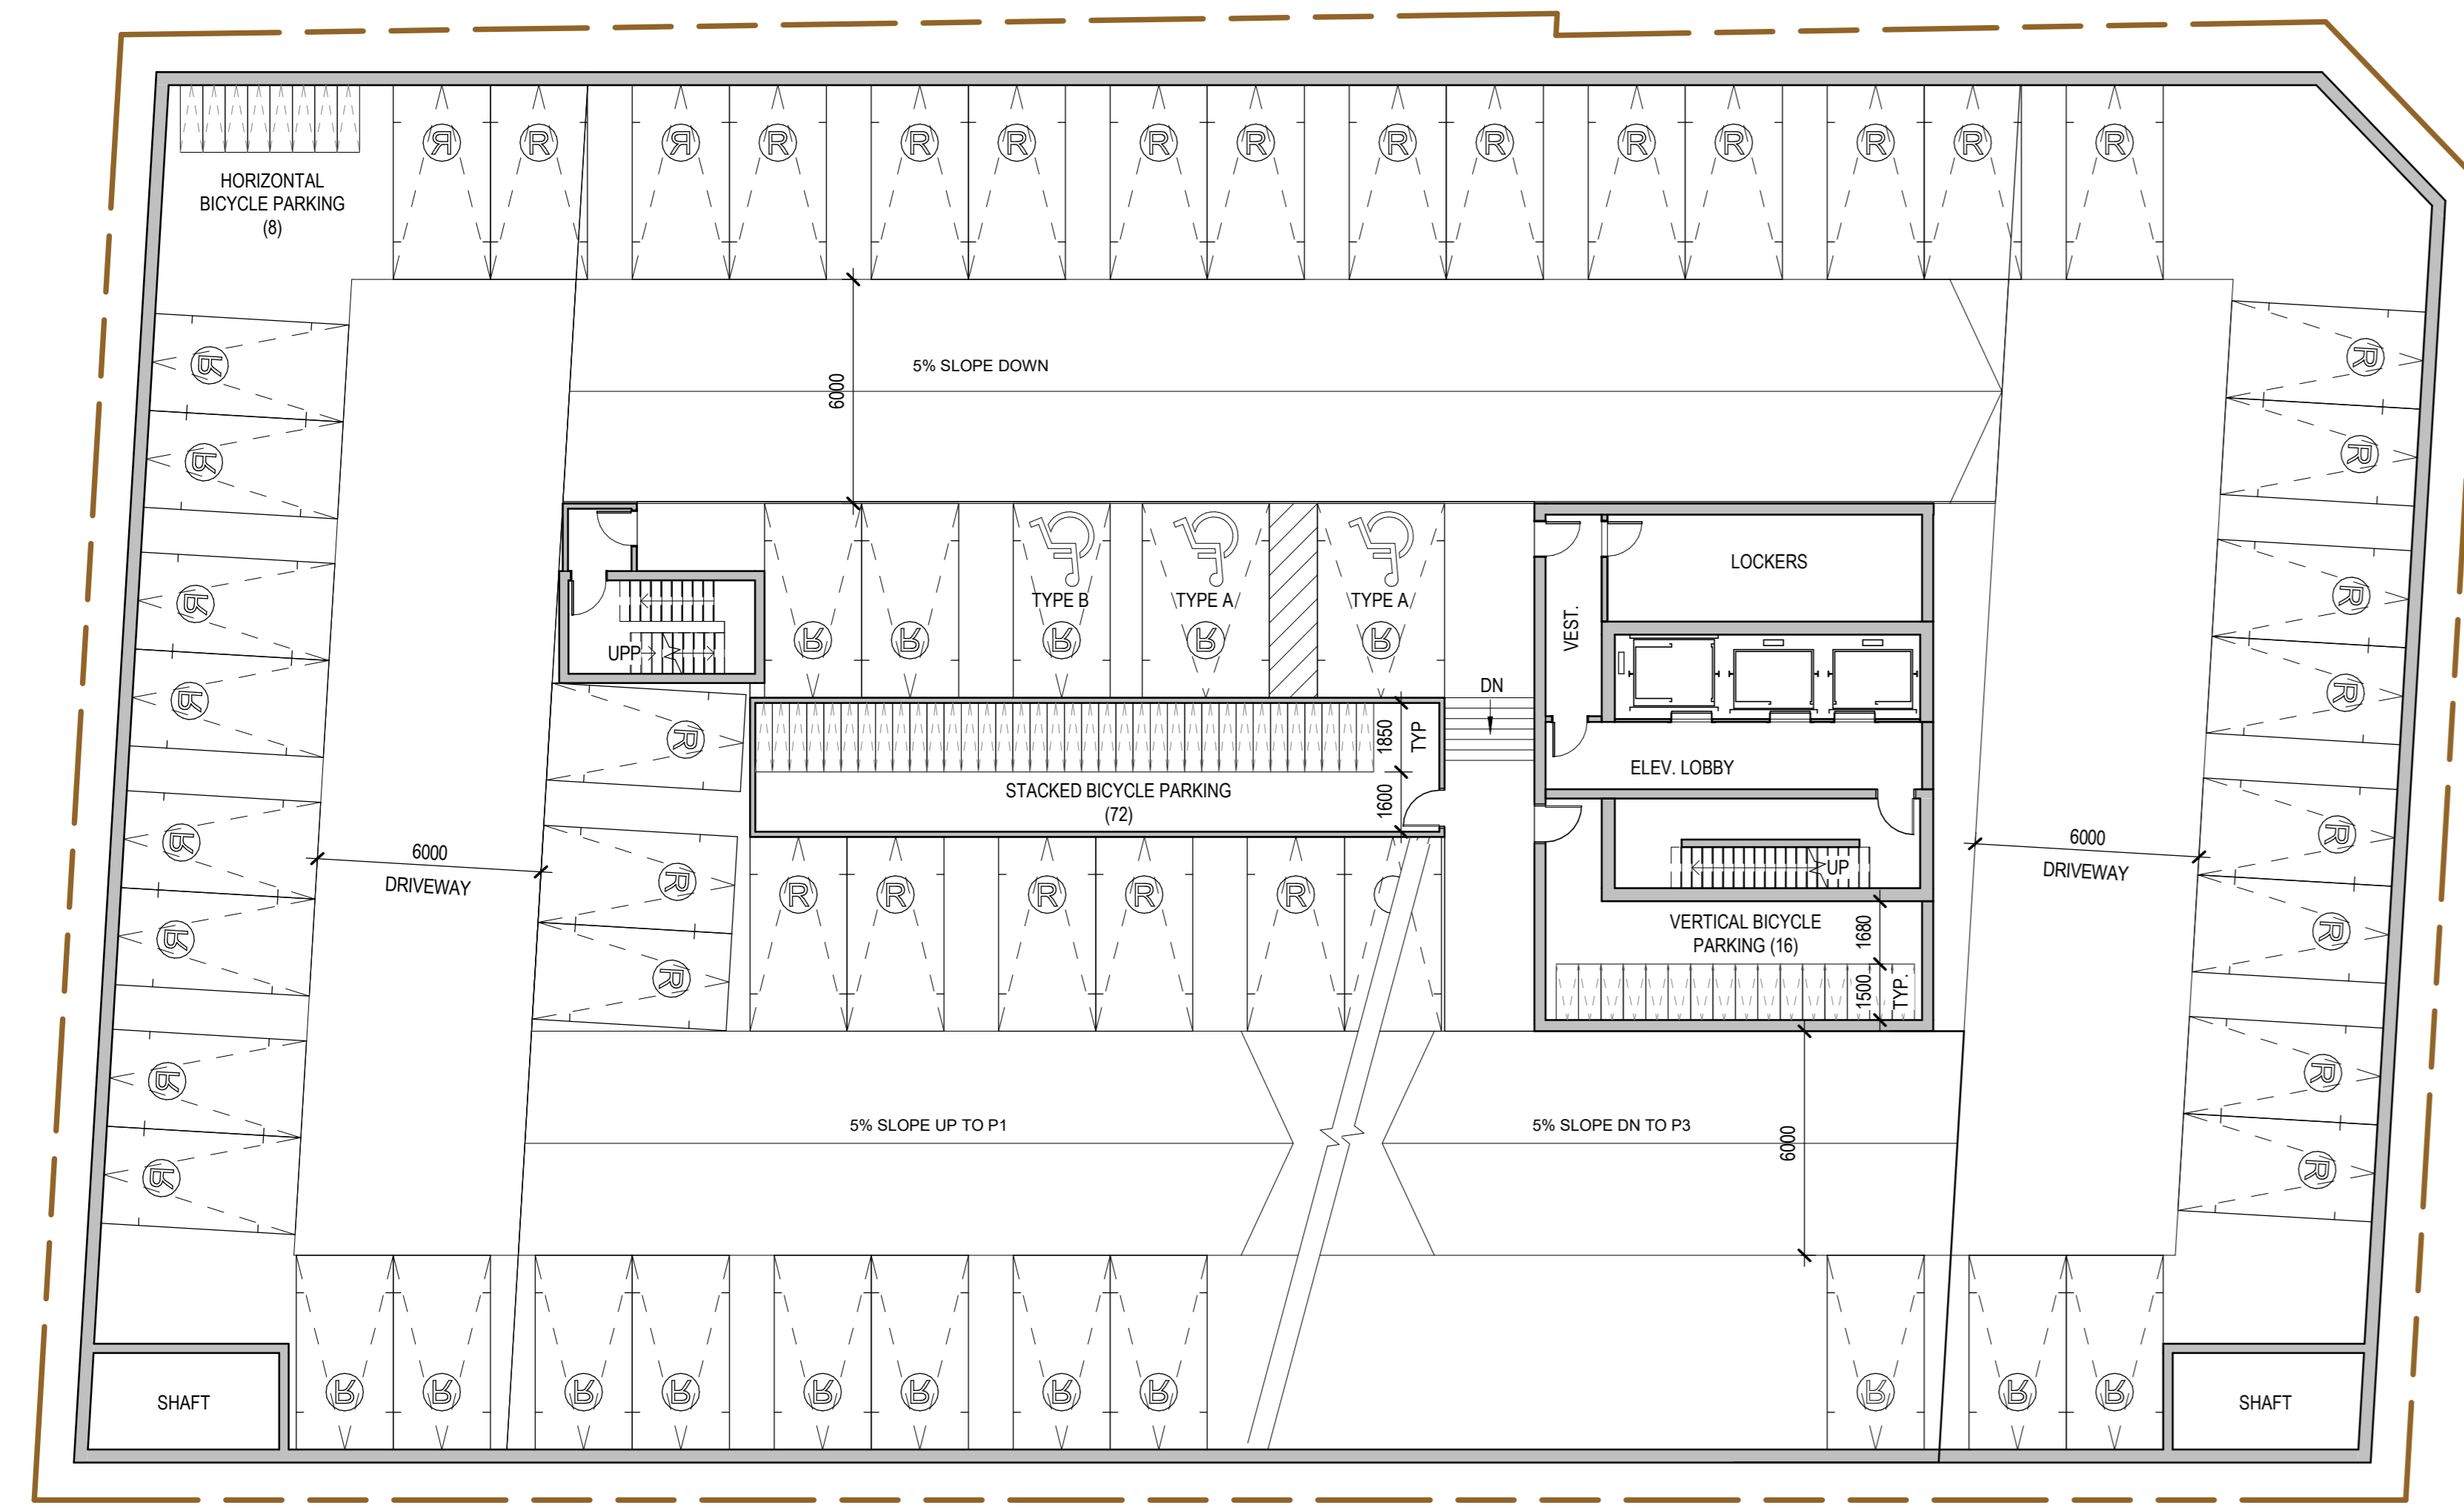 R R R R R R R R R R R R R R R
HORIZONTAL
BICYCLE PARKING
(8)
R
R
R
R
R
R
R
R
5% SLOPE DOWN
6000
R
R
R
R
R
R
R
R
TYPE B
TYPE A
TYPE A
R R R R R
UPP
LOCKERS
VEST.
DN
ELEV. LOBBY
R
R
R
1850
TYP
1600
STACKED BICYCLE PARKING
(72)
6000
DRIVEWAY
R R R R R
UP
VERTICAL BICYCLE
PARKING (16)
1680
1500
TYP.
6000
DRIVEWAY
5% SLOPE UP TO P1
5% SLOPE DN TO P3
6000
SHAFT
R R R R R R R R R R R
SHAFT